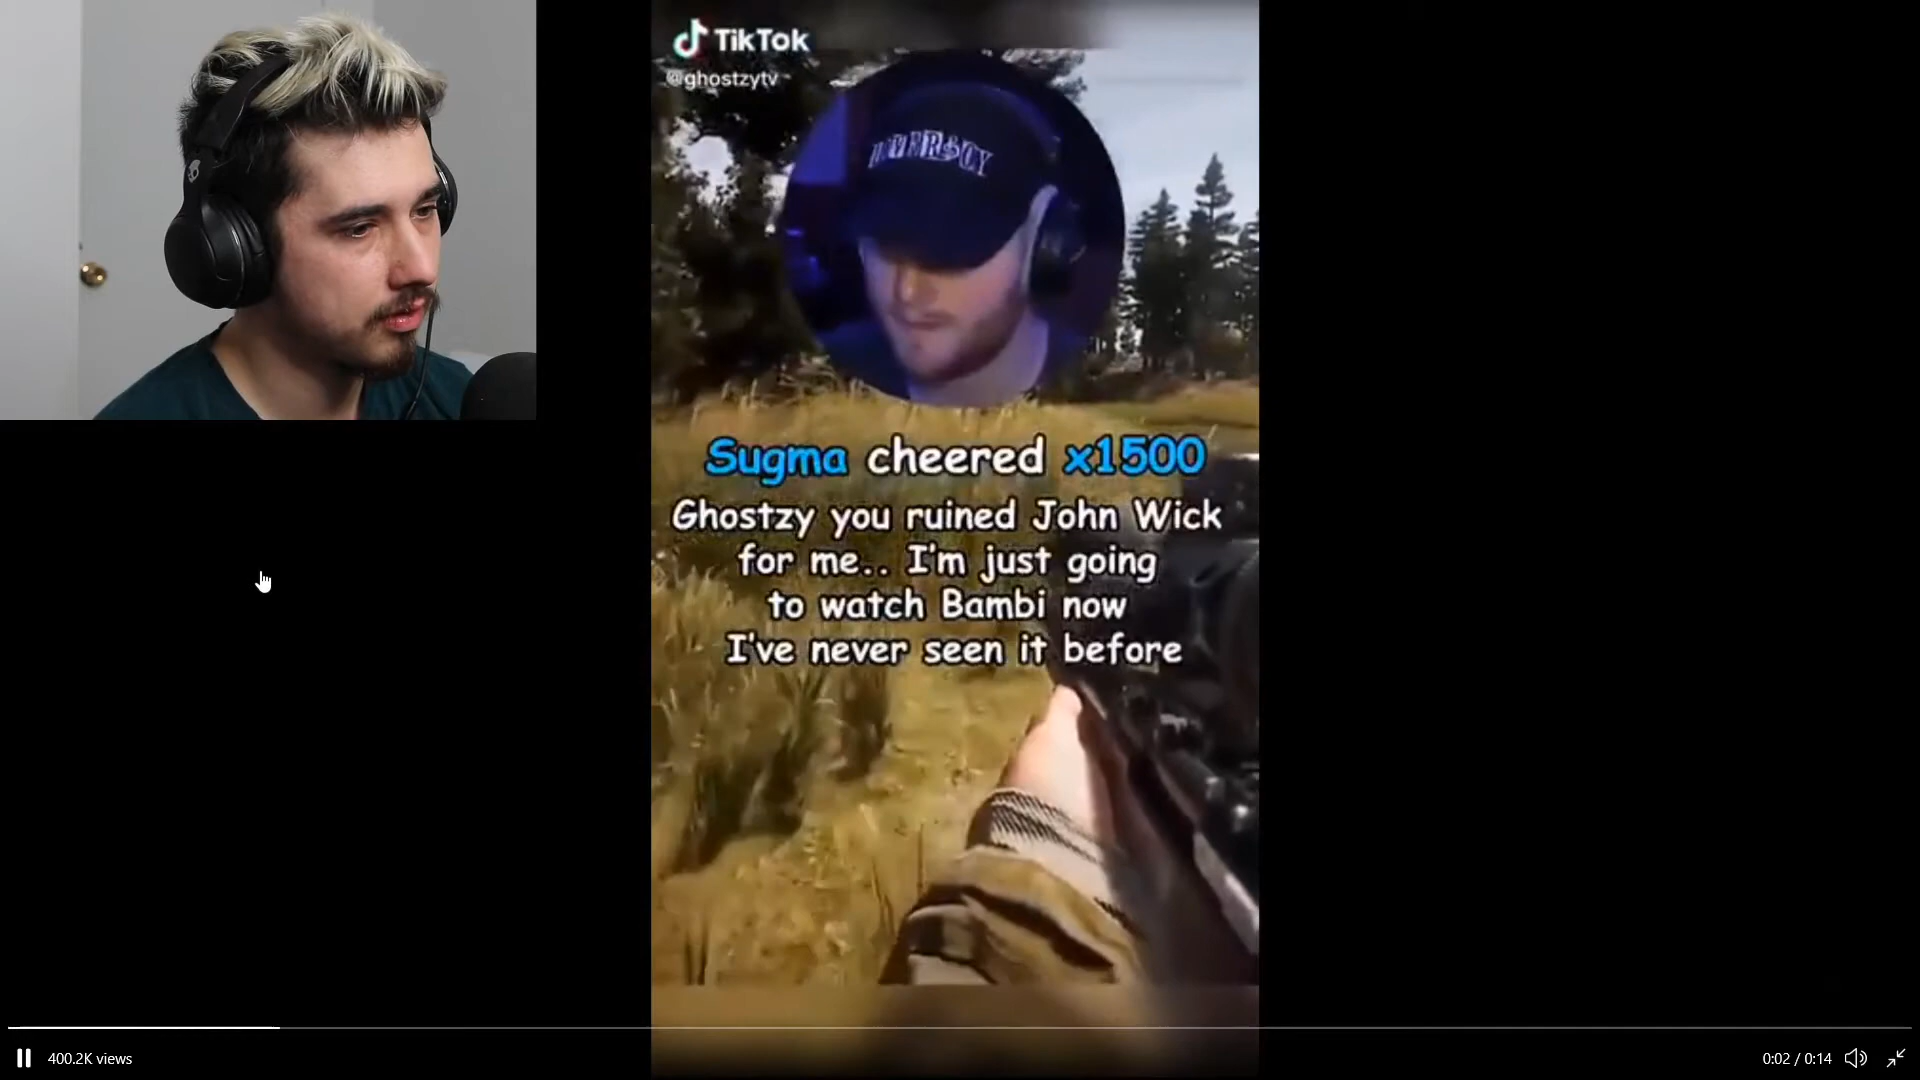 TikTok
@ghostzytv
Sugma cheered x1500
Ghostzy you ruined John Wick
for me.. I'm just going
to watch Bambi now
I've never seen it before
400.2K views
0:02 / 0:14